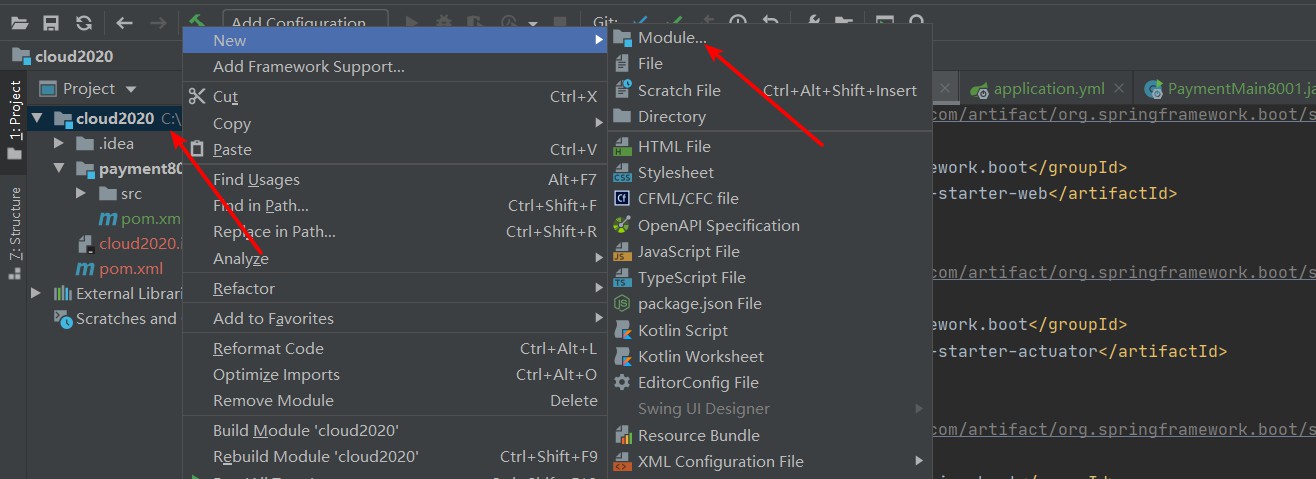 Add Configuration...
Git:
cloud2020
1: Project
Z: Structure
Project
cloud2020 C:\
.idea
payment80
src
pom.xml
cloud2020.i
pom.xml
External Librari
Scratches and
New
Add Framework Support...
Cut Ctrl+X
Copy
Paste Ctrl+V
Find Usages Alt+F7
Find in Path... Ctrl+Shift+F
Replace in Path... Ctrl+Shift+R
Analyze
Refactor
Add to Favorites
Reformat Code Ctrl+Alt+L
Optimize Imports Ctrl+Alt+O
Remove Module Delete
Build Module 'cloud2020'
Rebuild Module 'cloud2020' Ctrl+Shift+F9
Module...
File
Scratch File Ctrl+Alt+Shift+Insert
Directory
HTML File
Stylesheet
CFML/CFC file
OpenAPI Specification
JavaScript File
TypeScript File
package.json File
Kotlin Script
Kotlin Worksheet
EditorConfig File
Swing UI Designer
Resource Bundle
XML Configuration File
application.yml
PaymentMain8001.ja
com/artifact/org.springframework.boot/s
work.boot</groupId>
-starter-web</artifactId>
com/artifact/org.springframework.boot/s
work.boot</groupId>
-starter-actuator</artifactId>
com/artifact/org.springframework.boot/s